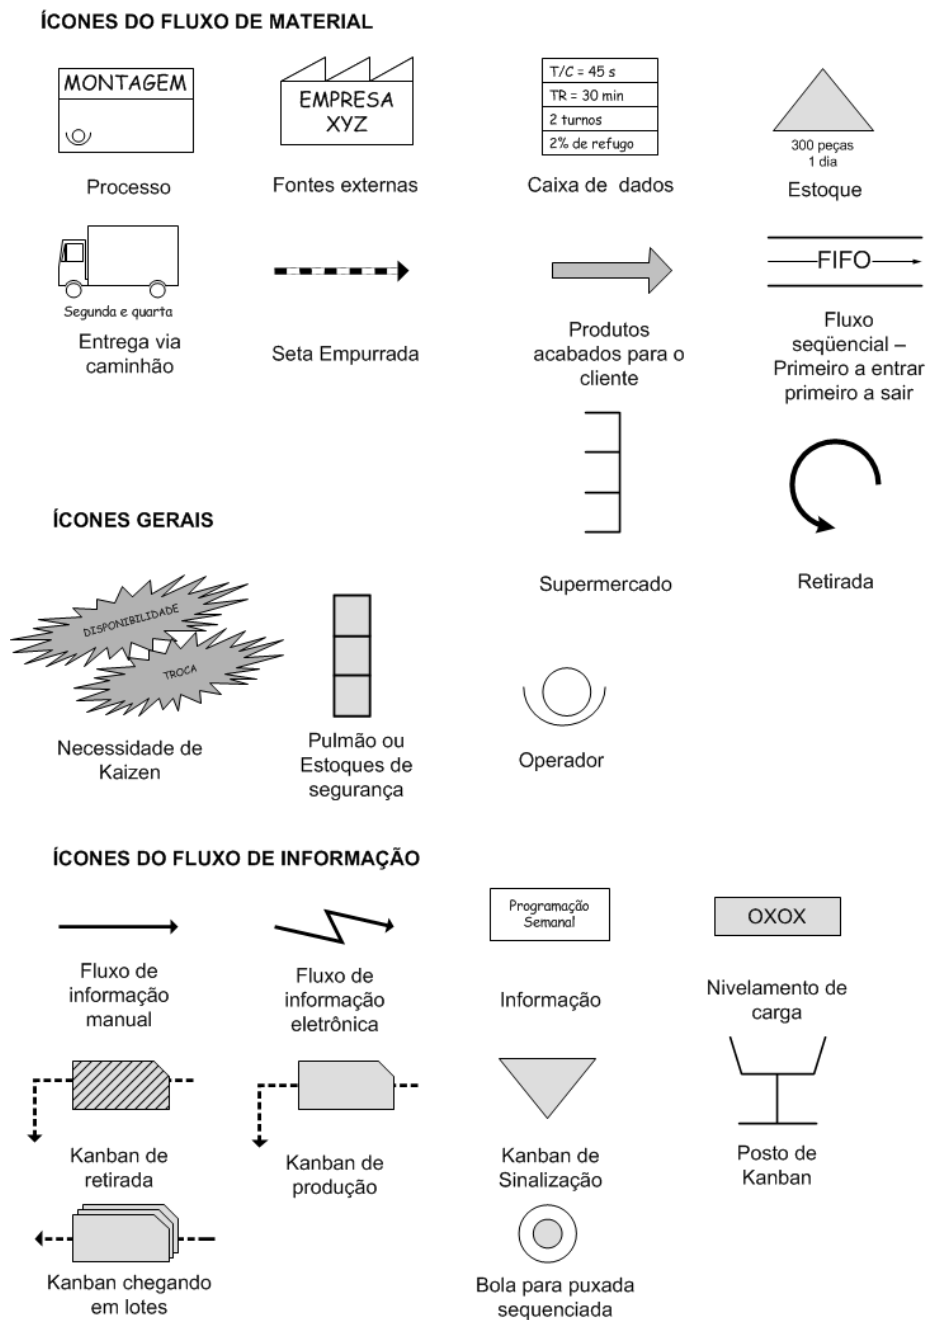 ÍCONES DO FLUXO DE MATERIAL
MONTAGEM
Processo
EMPRESA
XYZ
Fontes externas
T/C = 45 s
TR = 30 min
2 turnos
2% de refugo
Caixa de dados
300 peças
1 dia
Estoque
Segunda e quarta
Entrega via
caminhão
Seta Empurrada
Produtos
acabados para o
cliente
FIFO
Fluxo
seqüencial –
Primeiro a entrar
primeiro a sair
Supermercado
Retirada
ÍCONES GERAIS
DISPONIBILIDADE
TROCA
Necessidade de
Kaizen
Pulmão ou
Estoques de
segurança
Operador
ÍCONES DO FLUXO DE INFORMAÇÃO
Fluxo de
informação
manual
Fluxo de
informação
eletrônica
Programação
Semanal
Informação
OXOX
Nivelamento de
carga
Kanban de
retirada
Kanban de
produção
Kanban de
Sinalização
Posto de
Kanban
Kanban chegando
em lotes
Bola para puxada
sequenciada